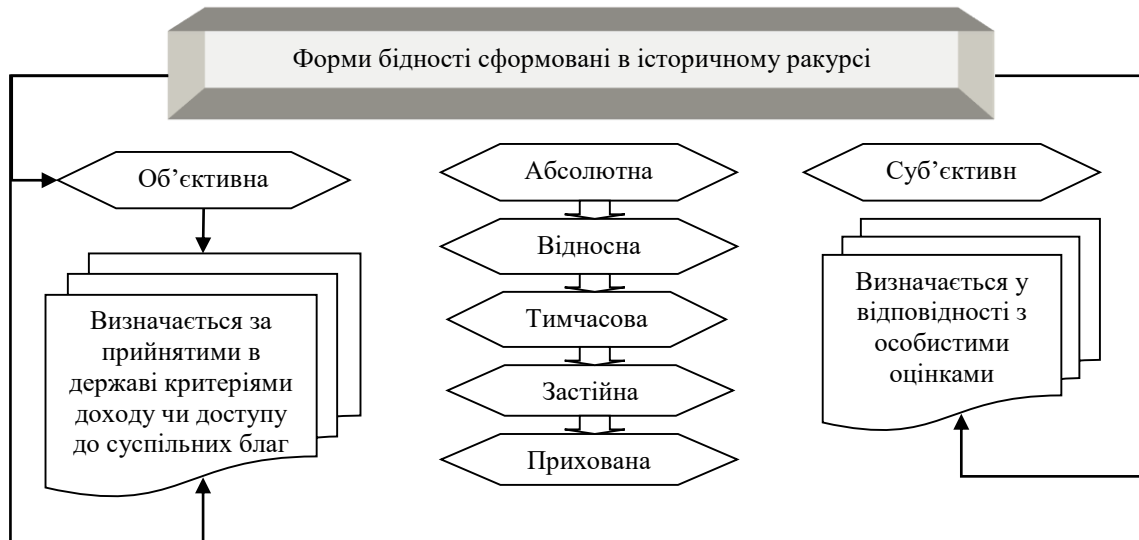 Форми бідності сформовані в історичному ракурсі
Об’єктивна
Визначається за
прийнятими в
державі критеріями
доходу чи доступу
до суспільних благ
Абсолютна
Відносна
Тимчасова
Застійна
Прихована
Суб’єктивн
Визначається у
відповідності з
особистими
оцінками